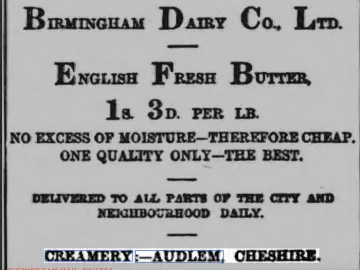 BIRMINGHAM DAIRY CO., LTD.
ENGLISH FRESH BUTTER,
1s. 3D. PER LB.
NO EXCESS OF MOISTURE—THEREFORE CHEAP.
ONE QUALITY ONLY—THE BEST.
DELIVERED TO ALL PARTS OF THE CITY AND
NEIGHBOURHOOD DAILY.
CREAMERY:—AUDLEM, CHESHIRE.